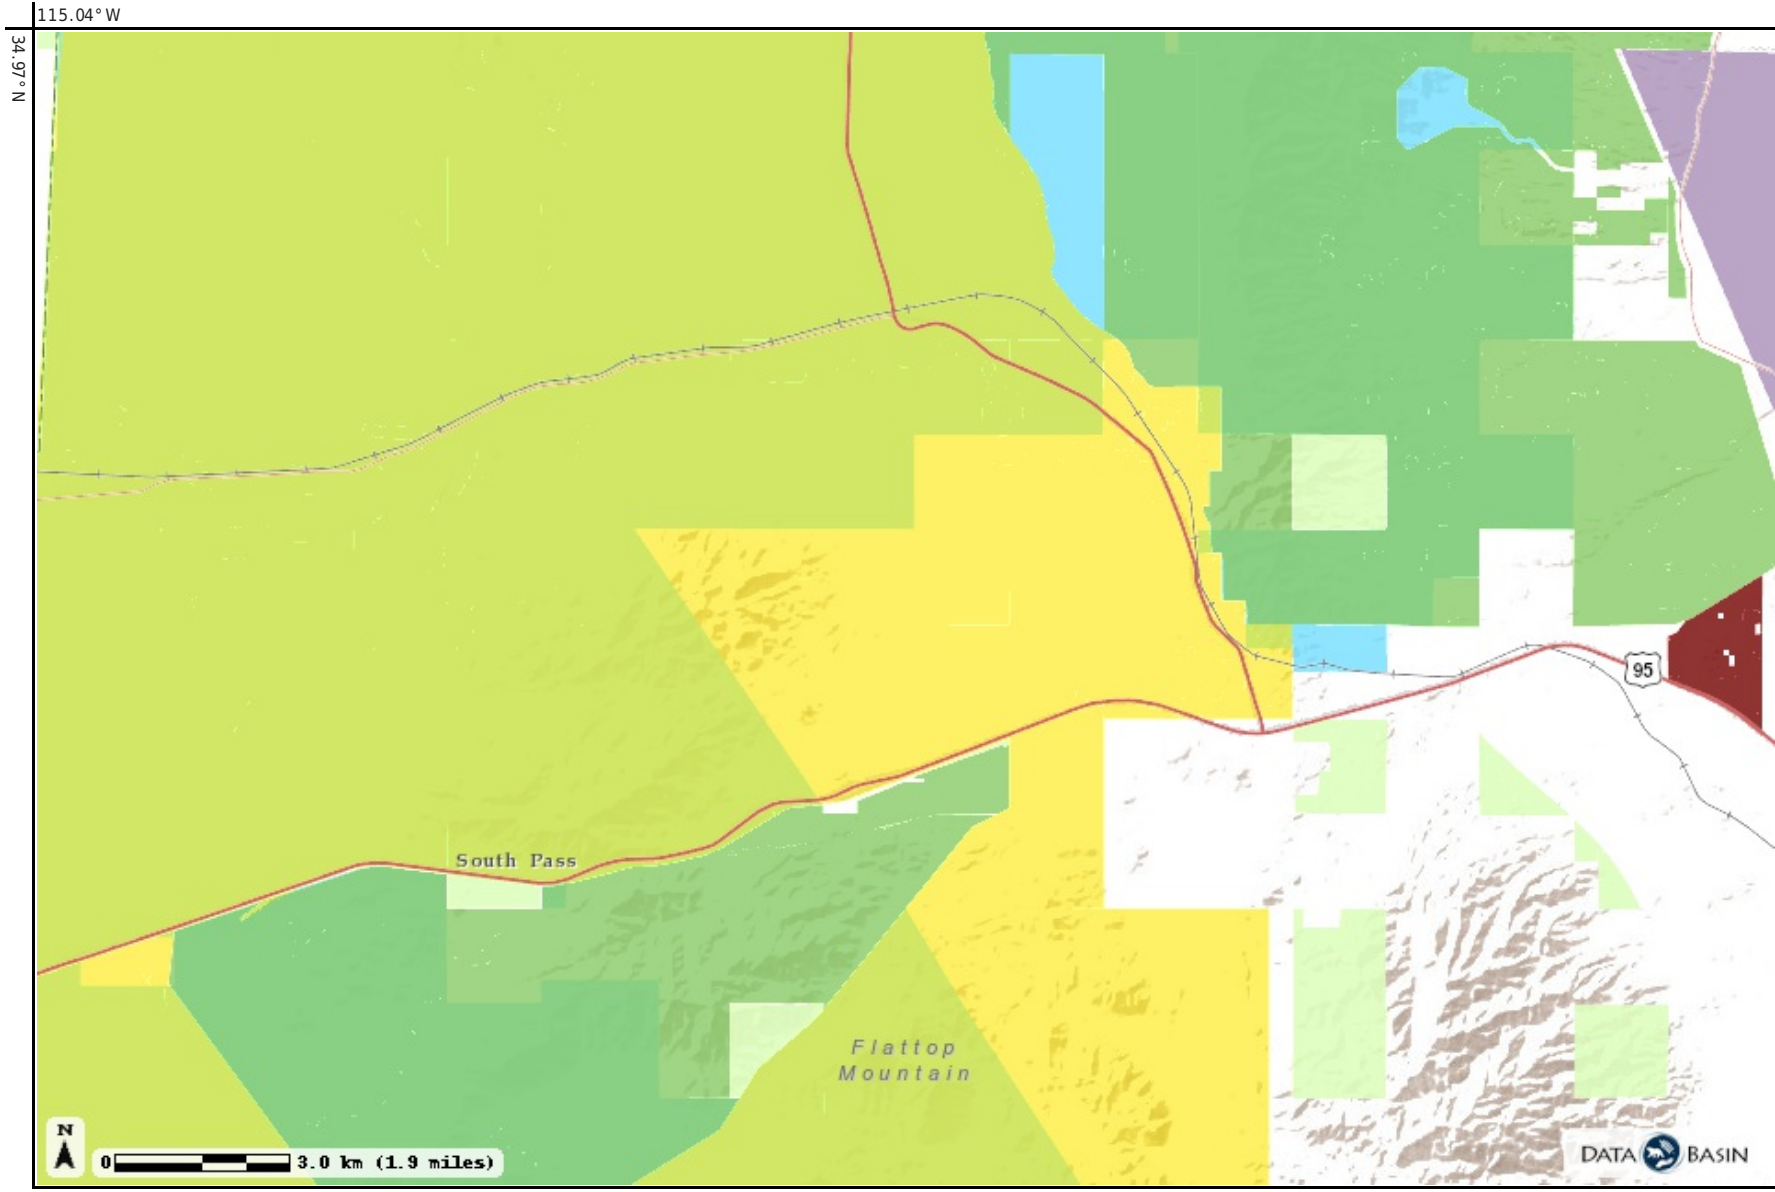 115.04° W
34.97° N
95
South Pass
Flattop
Mountain
N
0 3.0 km (1.9 miles)
DATA BASIN